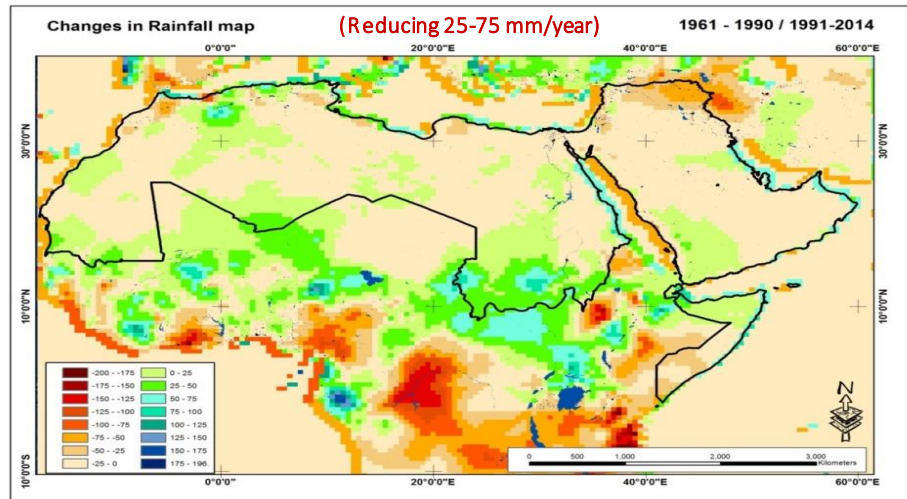 Changes in Rainfall map (Reducing 25-75 mm/year) 1961 - 1990 / 1991-2014
0°0'0" 20°0'0"E 40°0'0"E 60°0'0"E
30°0'0"N 30°0'0"N
10°0'0"N 10°0'0"N
10°0'0"S
-200 - -175 0 - 25
-175 - -150 25 - 50
-150 - -125 50 - 75
-125 - -100 75 - 100
-100 - -75 100 - 125
-75 - -50 125 - 150
-50 - -25 150 - 175
-25 - 0 175 - 196.
N
0 500 1,000 2,000 3,000
Kilometers
0°0'0" 20°0'0"E 40°0'0"E 60°0'0"E